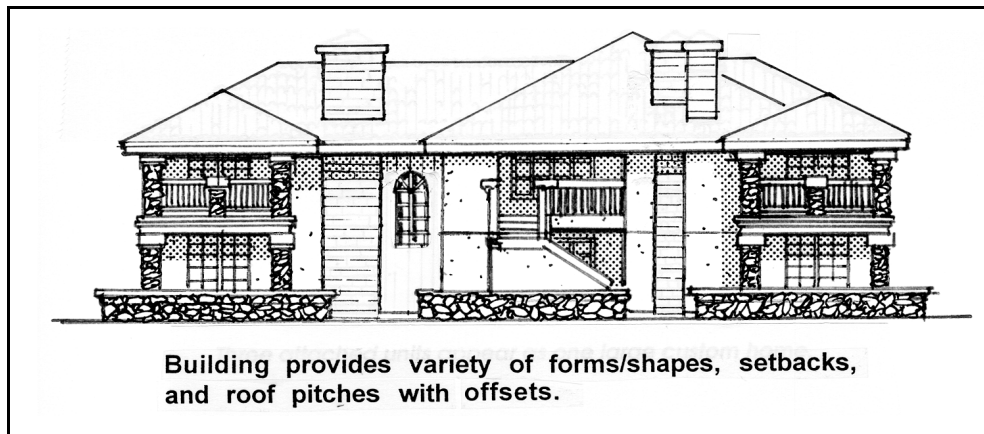 Building provides variety of forms/shapes, setbacks,
and roof pitches with offsets.